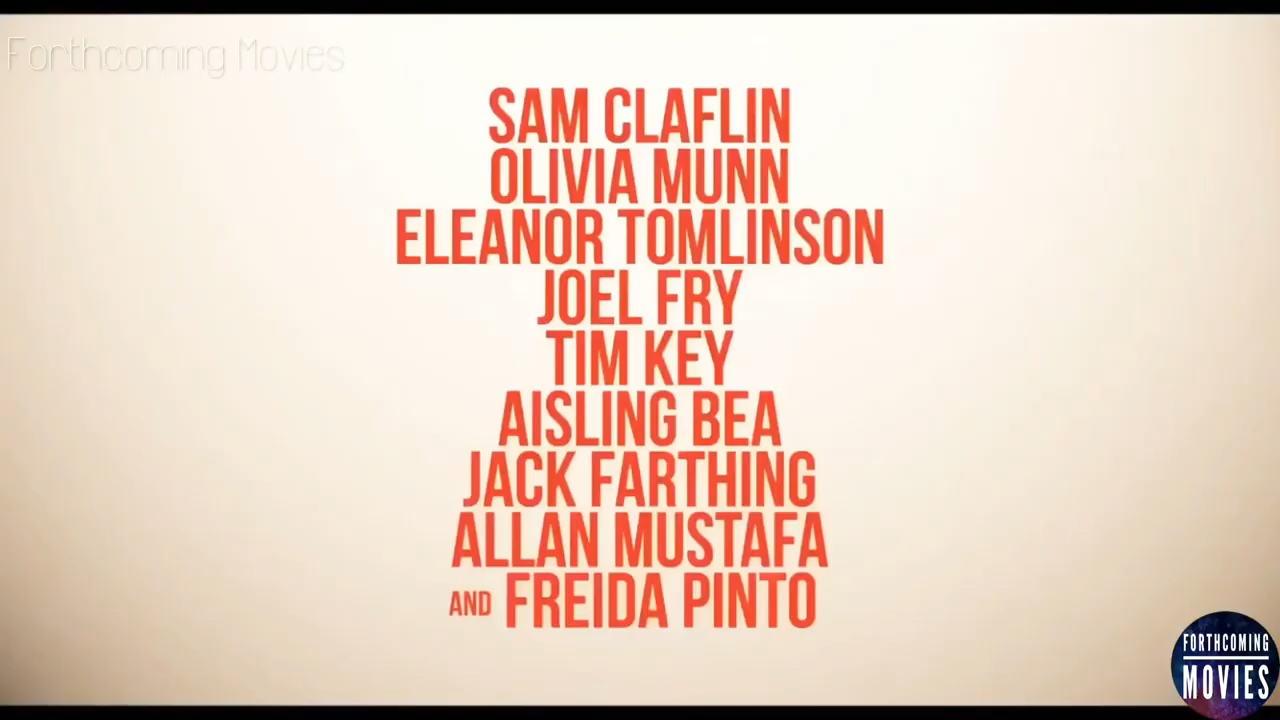 Forthcoming Movies
SAM CLAFLIN
OLIVIA MUNN
ELEANOR TOMLINSON
JOEL FRY
TIM KEY
AISLING BEA
JACK FARTHING
ALLAN MUSTAFA
AND FREIDA PINTO
FORTHCOMING
MOVIES